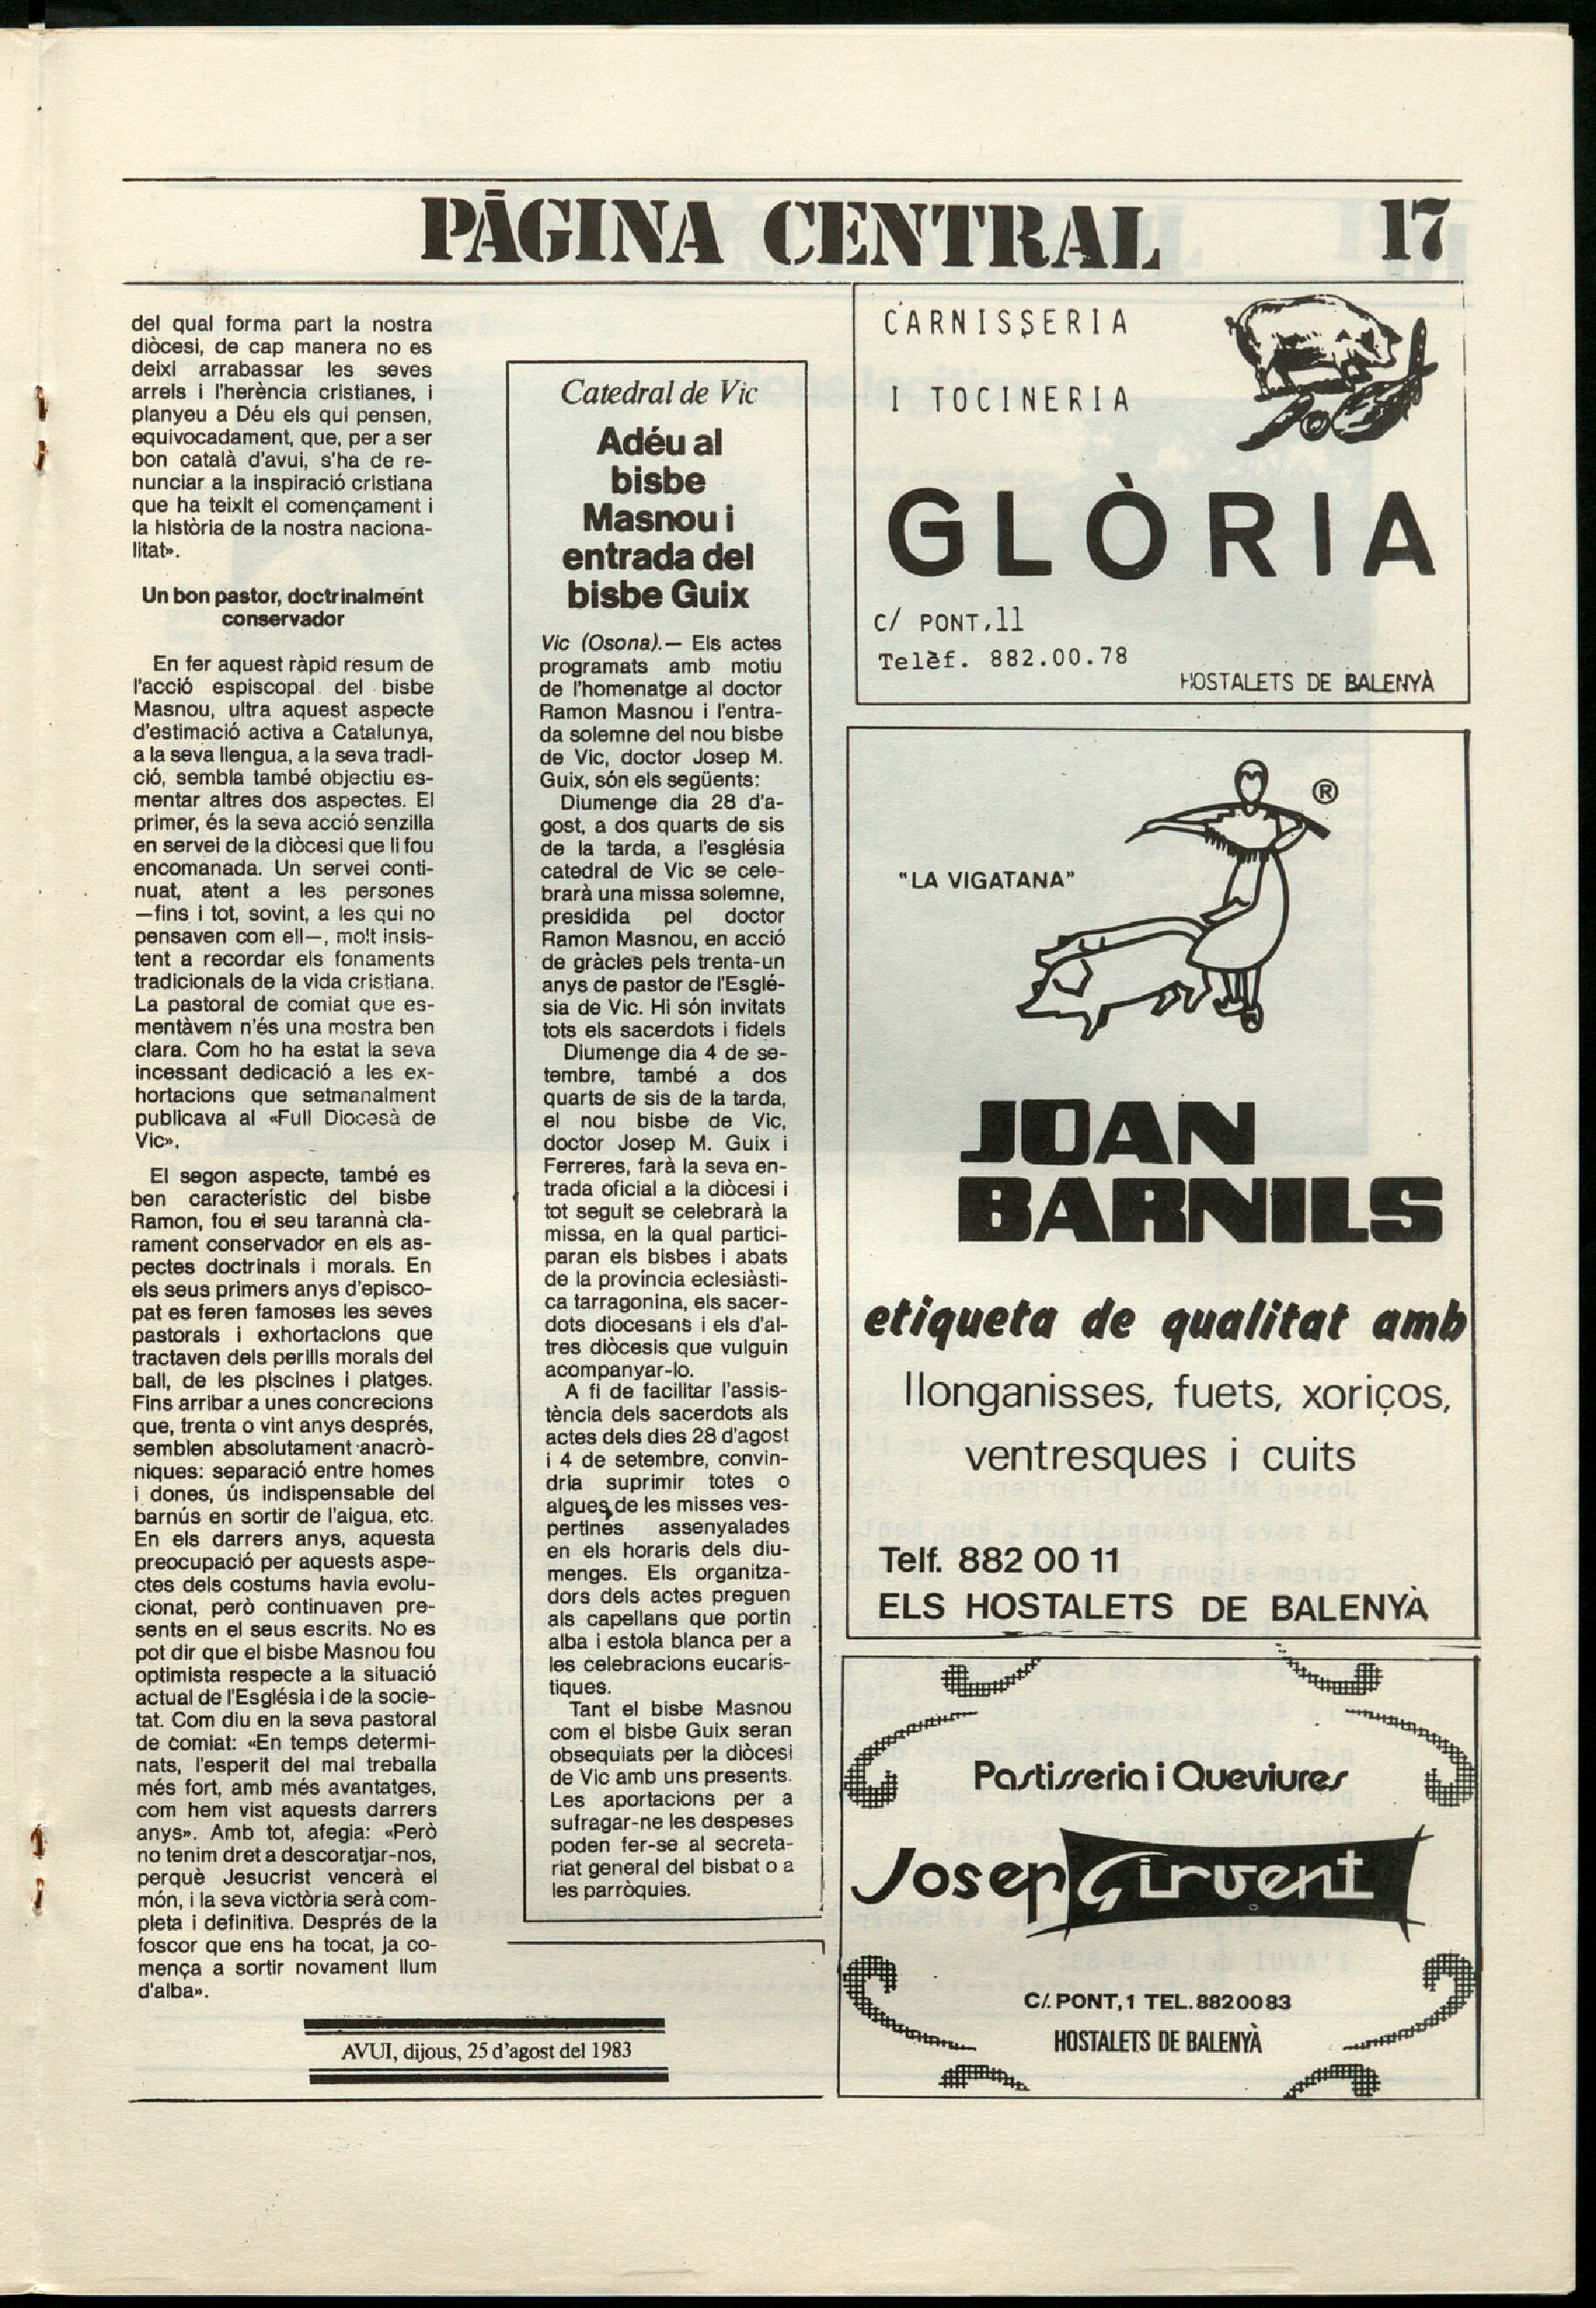 PÀGINA CENTRAL 17
del qual forma part la nostra
diòcesi, de cap manera no es
deixi arrabassar les seves
arrels i l'herència cristianes, i
planyeu a Déu els qui pensen,
equivocadament, que, per a ser
bon català d'avui, s'ha de re-
nunciar a la inspiració cristiana
que ha teixit el començament i
la història de la nostra naciona-
litat».
Un bon pastor, doctrinalment
conservador
En fer aquest ràpid resum de
l'acció espiscopal del bisbe
Masnou, ultra aquest aspecte
d'estimació activa a Catalunya,
a la seva llengua, a la seva tradi-
ció, sembla també objectiu es-
mentar altres dos aspectes. El
primer, és la seva acció senzilla
en servei de la diòcesi que li fou
encomanada. Un servei conti-
nuat, atent a les persones
—fins i tot, sovint, a les qui no
pensaven com ell—, molt insis-
tent a recordar els fonaments
tradicionals de la vida cristiana.
La pastoral de comiat que es-
mentàvem n'és una mostra ben
clara. Com ho ha estat la seva
incessant dedicació a les ex-
hortacions que setmanalment
publicava al «Full Diocesà de
Vic».
El segon aspecte, també es
ben característic del bisbe
Ramon, fou el seu tarannà cla-
rament conservador en els as-
pectes doctrinals i morals. En
els seus primers anys d'episco-
pat es feren famoses les seves
pastorals i exhortacions que
tractaven dels perills morals del
ball, de les piscines i platges.
Fins arribar a unes concrecions
que, trenta o vint anys després,
semblen absolutament anacrò-
niques: separació entre homes
i dones, ús indispensable del
barnús en sortir de l'aigua, etc.
En els darrers anys, aquesta
preocupació per aquests aspe-
ctes dels costums havia evolu-
cionat, però continuaven pre-
sents en el seus escrits. No es
pot dir que el bisbe Masnou fou
optimista respecte a la situació
actual de l'Església i de la socie-
tat. Com diu en la seva pastoral
de comiat: «En temps determi-
nats, l'esperit del mal treballa
més fort, amb més avantatges,
com hem vist aquests darrers
anys». Amb tot, afegia: «Però
no tenim dret a descoratjar-nos,
perquè Jesucrist vencerà el
món, i la seva victòria serà com-
pleta i definitiva. Després de la
foscor que ens ha tocat, ja co-
mença a sortir novament llum
d'alba».
AVUI, dijous, 25 d'agost del 1983
Catedral de Vic
Adéu al
bisbe
Masnou i
entrada del
bisbe Guix
Vic (Osona).— Els actes
programats amb motiu
de l'homenatge al doctor
Ramon Masnou i l'entra-
da solemne del nou bisbe
de Vic, doctor Josep M.
Guix, són els següents:
Diumenge dia 28 d'a-
gost, a dos quarts de sis
de la tarda, a l'església
catedral de Vic se cele-
brarà una missa solemne,
presidida pel doctor
Ramon Masnou, en acció
de gràcies pels trenta-un
anys de pastor de l'Esglé-
sia de Vic. Hi són invitats
tots els sacerdots i fidels
Diumenge dia 4 de se-
tembre, també a dos
quarts de sis de la tarda,
el nou bisbe de Vic,
doctor Josep M. Guix i
Ferreres, farà la seva en-
trada oficial a la diòcesi i
tot seguit se celebrarà la
missa, en la qual partici-
paran els bisbes i abats
de la província eclesiàsti-
ca tarragonina, els sacer-
dots diocesans i els d'al-
tres diòcesis que vulguin
acompanyar-lo.
A fi de facilitar l'assis-
tència dels sacerdots als
actes dels dies 28 d'agost
i 4 de setembre, convin-
dria suprimir totes o
algues de les misses ves-
pertines assenyalades
en els horaris dels diu-
menges. Els organitza-
dors dels actes preguen
als capellans que portin
alba i estola blanca per a
les celebracions eucarís-
tiques.
Tant el bisbe Masnou
com el bisbe Guix seran
obsequiats per la diòcesi
de Vic amb uns presents.
Les aportacions per a
sufragar-ne les despeses
poden fer-se al secreta-
riat general del bisbat o a
les parròquies.
CARNISSERIA
I TOCINERIA
GLÒRIA
C/ PONT,11
Telèf. 882.00.78
HOSTALETS DE BALENYÀ
®
"LA VIGATANA"
JOAN
BARNILS
etiqueta de qualitat amb
llonganisses, fuets, xoriços,
ventresques i cuits
Telf. 882 00 11
ELS HOSTALETS DE BALENYÀ
Pastisseria i Queviures
Josep Girvent
C/. PONT, 1 TEL. 8820083
HOSTALETS DE BALENYÀ